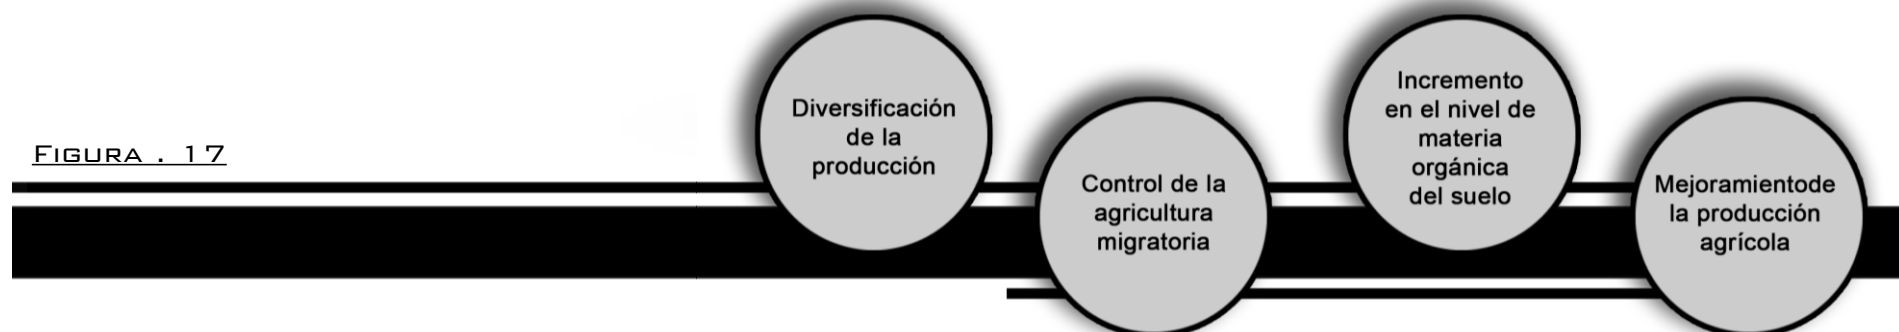 FIGURA . 17
Diversificación
de la
producción
Control de la
agricultura
migratoria
Incremento
en el nivel de
materia
orgánica
del suelo
Mejoramientode
la producción
agrícola